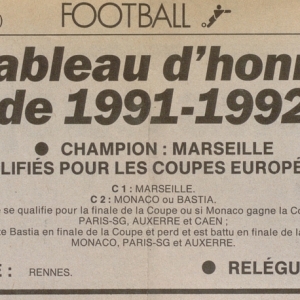 FOOTBALL
ableau d'honn
de 1991-1992
● CHAMPION : MARSEILLE
LIFIÉS POUR LES COUPES EUROPÉ
C 1 : MARSEILLE.
C 2 : MONACO ou BASTIA.
se qualifie pour la finale de la Coupe ou si Monaco gagne la Co
PARIS-SG, AUXERRE et CAEN ;
te Bastia en finale de la Coupe et perd et est battu en finale de la
MONACO, PARIS-SG et AUXERRE.
: RENNES.
● RELÉGU